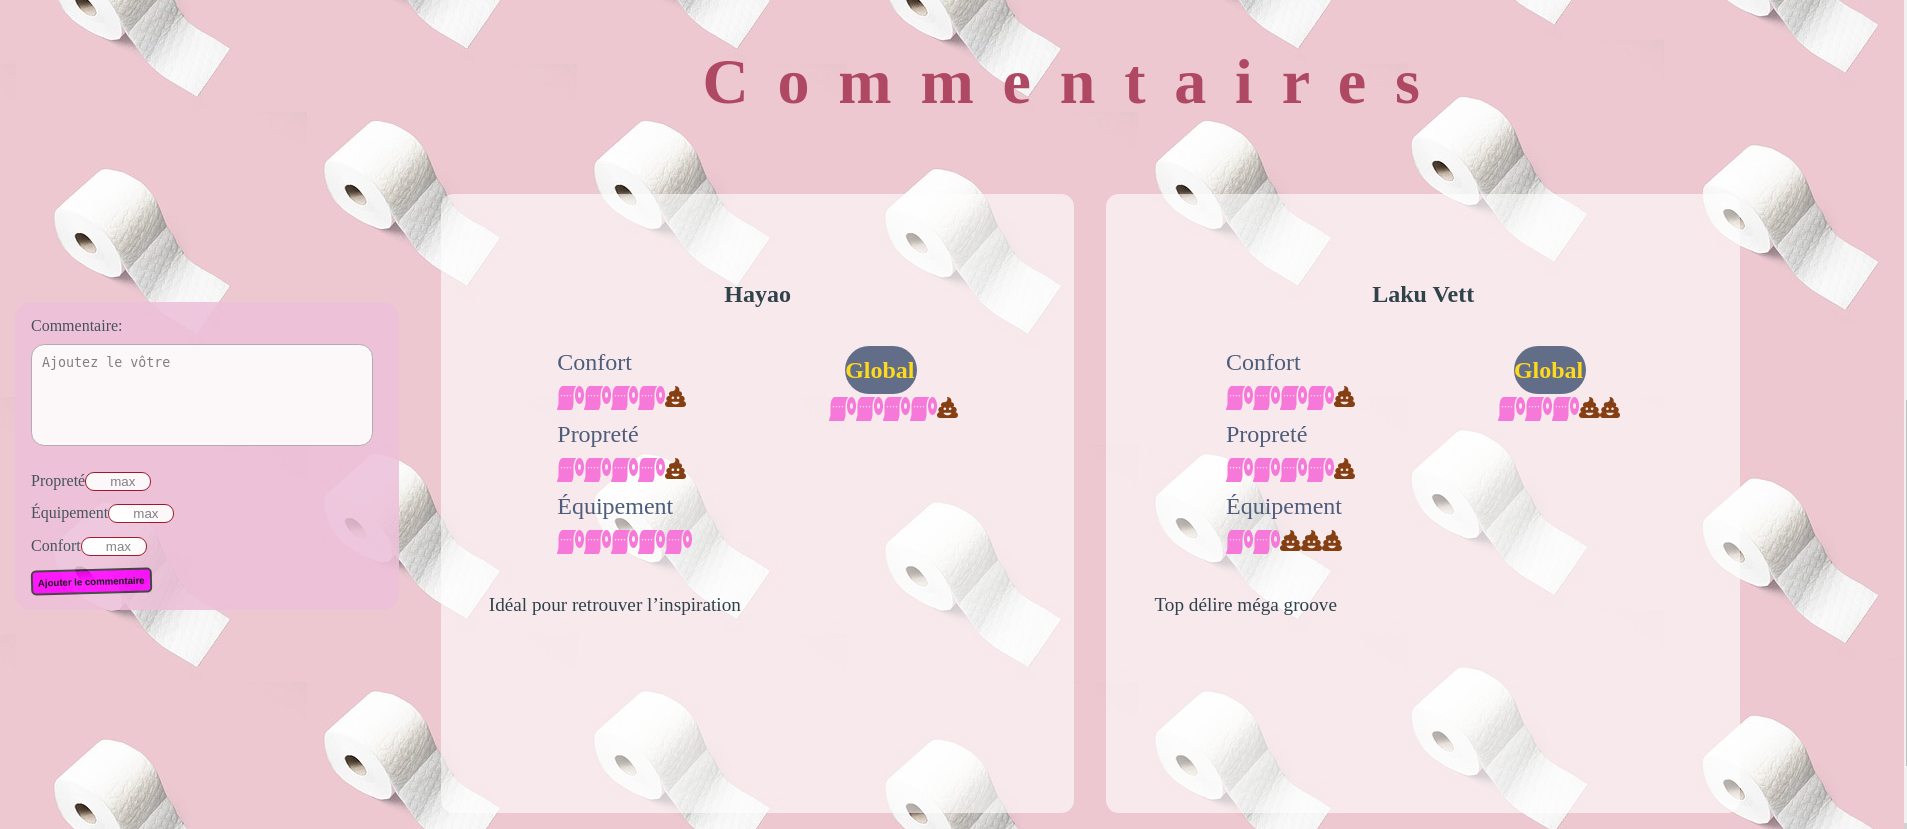 Commentaires
Commentaire:
Ajoutez le vôtre
Propreté max
Équipement max
Confort max
Ajouter le commentaire
Hayao
Confort
Global
Propreté
Équipement
Idéal pour retrouver l’inspiration
Laku Vett
Confort
Global
Propreté
Équipement
Top délire méga groove